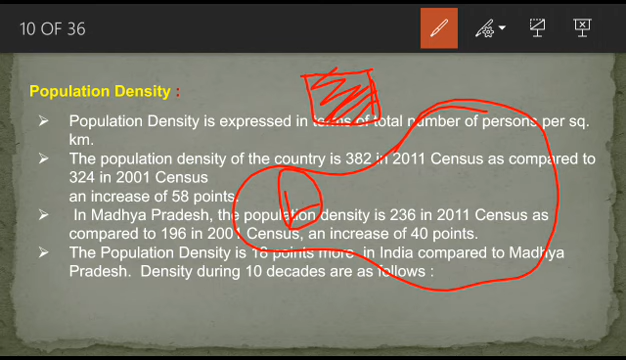 10 OF 36
Population Density :
Population Density is expressed in terms of total number of persons per sq.
km.
The population density of the country is 382 in 2011 Census as compared to
324 in 2001 Census
an increase of 58 points.
In Madhya Pradesh, the population density is 236 in 2011 Census as
compared to 196 in 2001 Census, an increase of 40 points.
The Population Density is 18 points more in India compared to Madhya
Pradesh. Density during 10 decades are as follows :